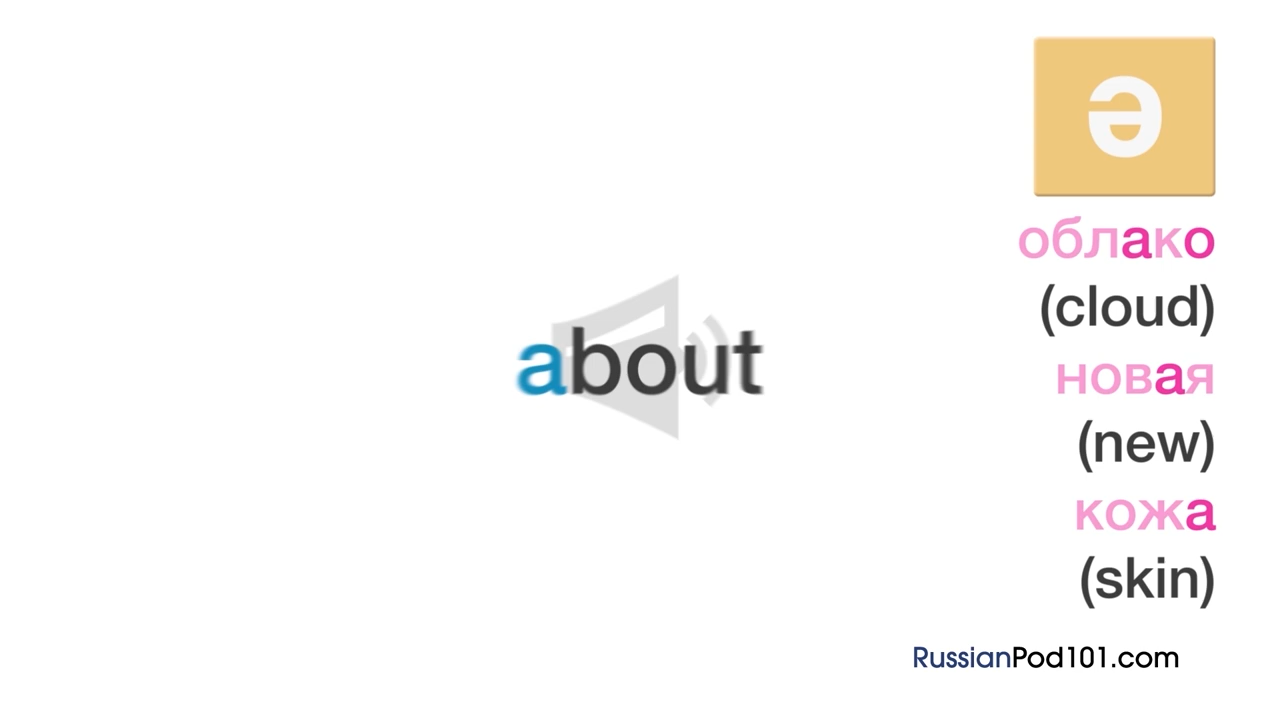 ə
облако
(cloud)
about
новая
(new)
кожа
(skin)
RussianPod101.com